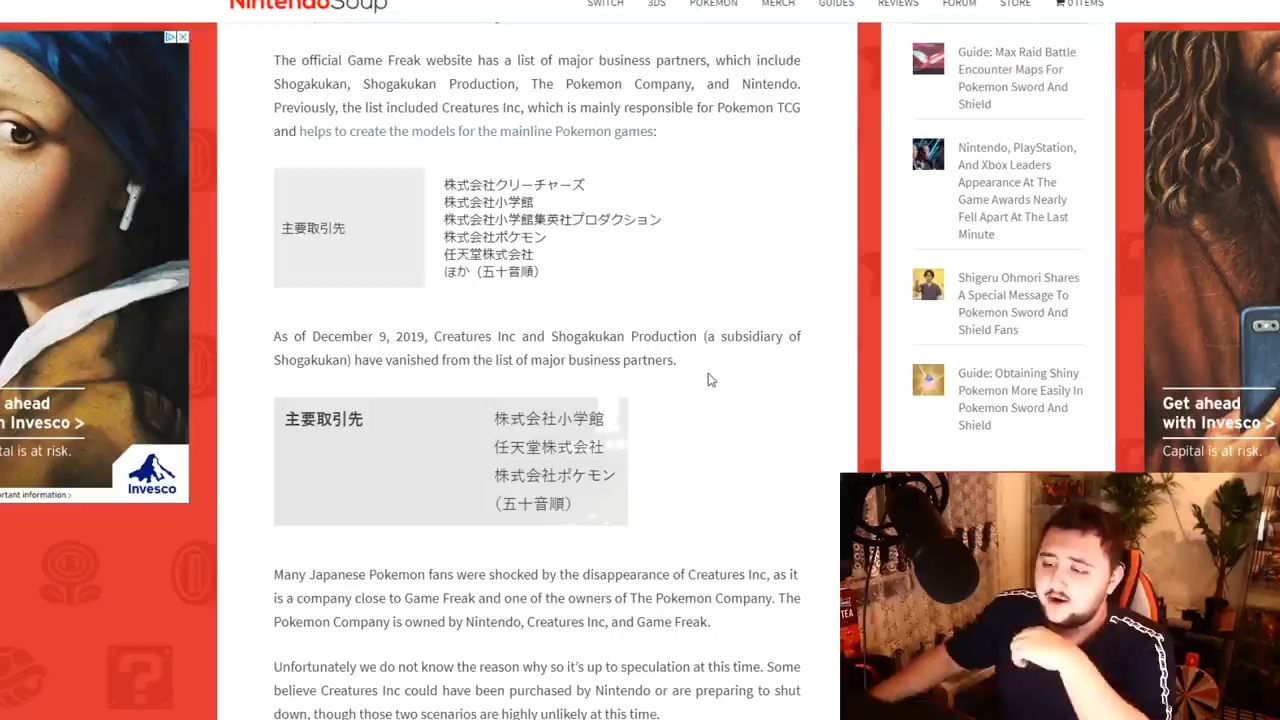 NintendoSoup
SWITCH 3DS POKEMON MERCH GUIDES REVIEWS FORUM STORE 0 ITEMS
The official Game Freak website has a list of major business partners, which include
Shogakukan, Shogakukan Production, The Pokemon Company, and Nintendo.
Previously, the list included Creatures Inc, which is mainly responsible for Pokemon TCG
and helps to create the models for the mainline Pokemon games:
主要取引先
株式会社クリーチャーズ
株式会社小学館
株式会社小学館集英社プロダクション
株式会社ポケモン
任天堂株式会社
ほか（五十音順）
As of December 9, 2019, Creatures Inc and Shogakukan Production (a subsidiary of
Shogakukan) have vanished from the list of major business partners.
主要取引先
株式会社小学館
任天堂株式会社
株式会社ポケモン
（五十音順）
Many Japanese Pokemon fans were shocked by the disappearance of Creatures Inc, as it
is a company close to Game Freak and one of the owners of The Pokemon Company. The
Pokemon Company is owned by Nintendo, Creatures Inc, and Game Freak.
Unfortunately we do not know the reason why so it's up to speculation at this time. Some
believe Creatures Inc could have been purchased by Nintendo or are preparing to shut
down, though those two scenarios are highly unlikely at this time.
Guide: Max Raid Battle
Encounter Maps For
Pokemon Sword And
Shield
Nintendo, PlayStation,
And Xbox Leaders
Appearance At The
Game Awards Nearly
Fell Apart At The Last
Minute
Shigeru Ohmori Shares
A Special Message To
Pokemon Sword And
Shield Fans
Guide: Obtaining Shiny
Pokemon More Easily In
Pokemon Sword And
Shield
ahead
h Invesco >
tal is at risk.
Invesco
ortant information >
Get ahead
with Invesco >
Capital is at risk.
TEA